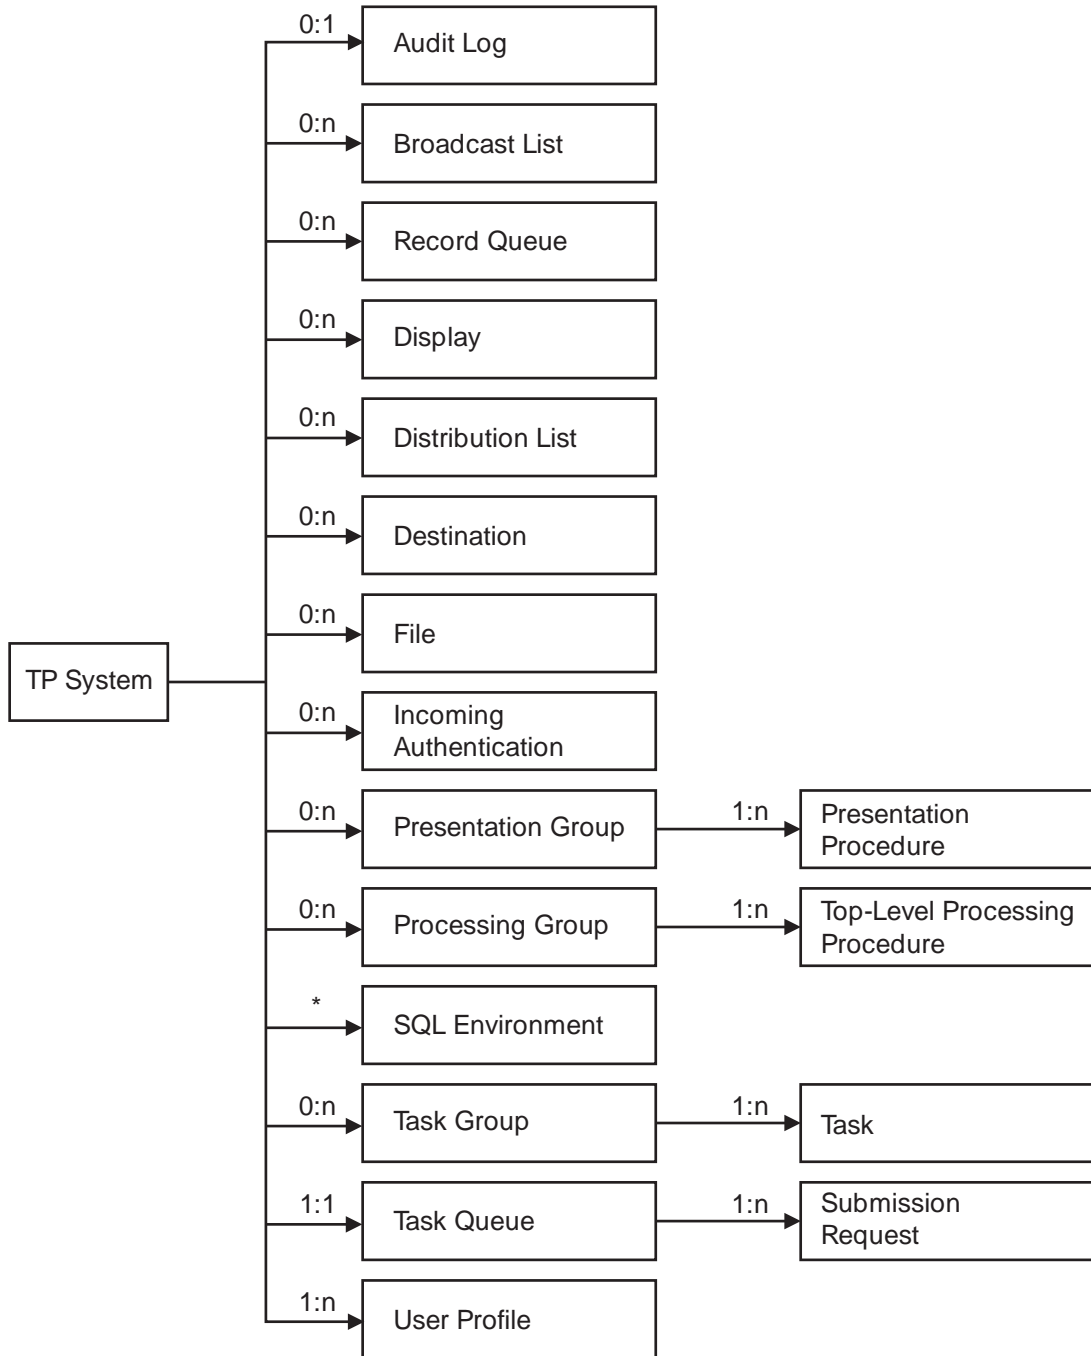 0:1
Audit Log
0:n
Broadcast List
0:n
Record Queue
0:n
Display
0:n
Distribution List
0:n
Destination
0:n
File
TP System
0:n
Incoming
Authentication
0:n
Presentation Group
1:n
Presentation
Procedure
0:n
Processing Group
1:n
Top-Level Processing
Procedure
*
SQL Environment
0:n
Task Group
1:n
Task
1:1
Task Queue
1:n
Submission
Request
1:n
User Profile